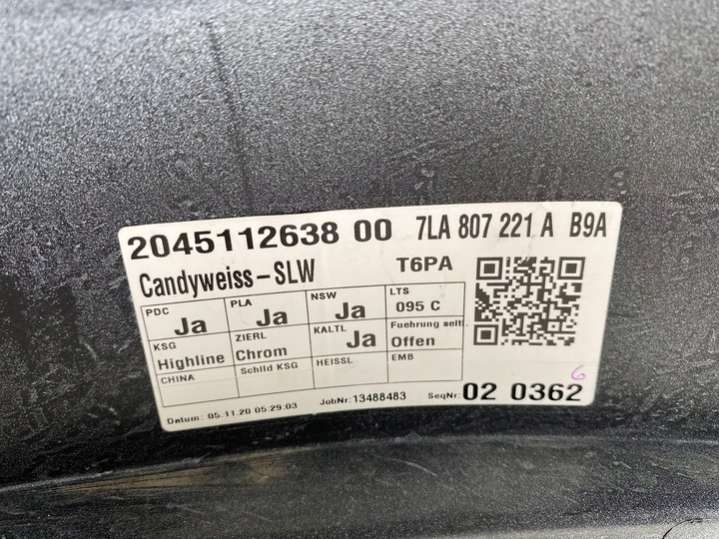 2045112638 00 7LA 807 221 A B9A
Candyweiss-SLW T6PA
PDC Ja PLA Ja NSW Ja LTS 095 C
KSG Highline ZIERL Chrom KALTL Ja Fuehrung seitl. Offen
CHINA Schild KSG HEISSL EMB
6
Datum: 05.11.20 05:29:03 JobNr: 13488483 SeqNr: 02 0362